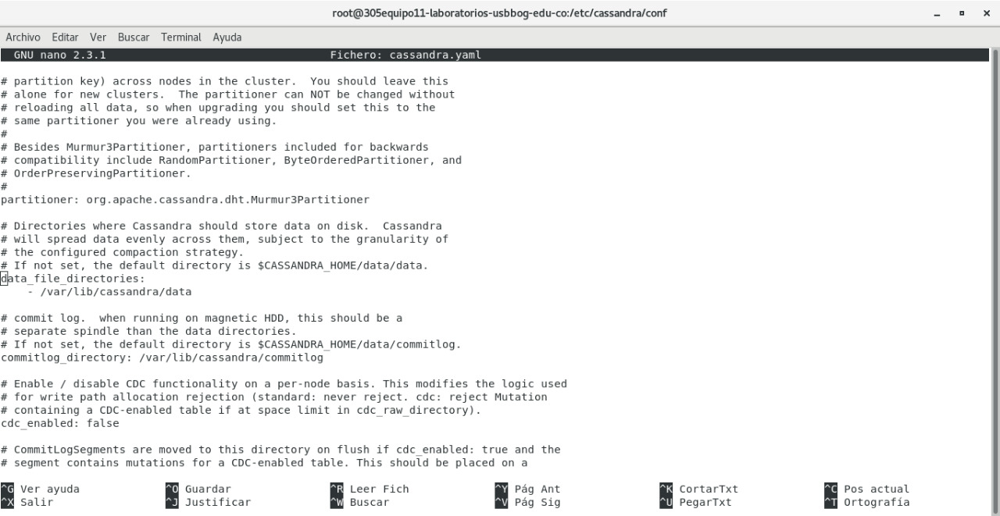 root@305equipo11-laboratorios-usbbog-edu-co:/etc/cassandra/conf
Archivo Editar Ver Buscar Terminal Ayuda
GNU nano 2.3.1 Fichero: cassandra.yaml
# partition key) across nodes in the cluster.  You should leave this
# alone for new clusters.  The partitioner can NOT be changed without
# reloading all data, so when upgrading you should set this to the
# same partitioner you were already using.
#
# Besides Murmur3Partitioner, partitioners included for backwards
# compatibility include RandomPartitioner, ByteOrderedPartitioner, and
# OrderPreservingPartitioner.
#
partitioner: org.apache.cassandra.dht.Murmur3Partitioner
# Directories where Cassandra should store data on disk.  Cassandra
# will spread data evenly across them, subject to the granularity of
# the configured compaction strategy.
# If not set, the default directory is $CASSANDRA_HOME/data/data.
data_file_directories:
    - /var/lib/cassandra/data
# commit log.  when running on magnetic HDD, this should be a
# separate spindle than the data directories.
# If not set, the default directory is $CASSANDRA_HOME/data/commitlog.
commitlog_directory: /var/lib/cassandra/commitlog
# Enable / disable CDC functionality on a per-node basis. This modifies the logic used
# for write path allocation rejection (standard: never reject. cdc: reject Mutation
# containing a CDC-enabled table if at space limit in cdc_raw_directory).
cdc_enabled: false
# CommitLogSegments are moved to this directory on flush if cdc_enabled: true and the
# segment contains mutations for a CDC-enabled table. This should be placed on a
^G Ver ayuda ^O Guardar ^R Leer Fich ^Y Pág Ant ^K CortarTxt ^C Pos actual
^X Salir ^J Justificar ^W Buscar ^V Pág Sig ^U PegarTxt ^T Ortografía